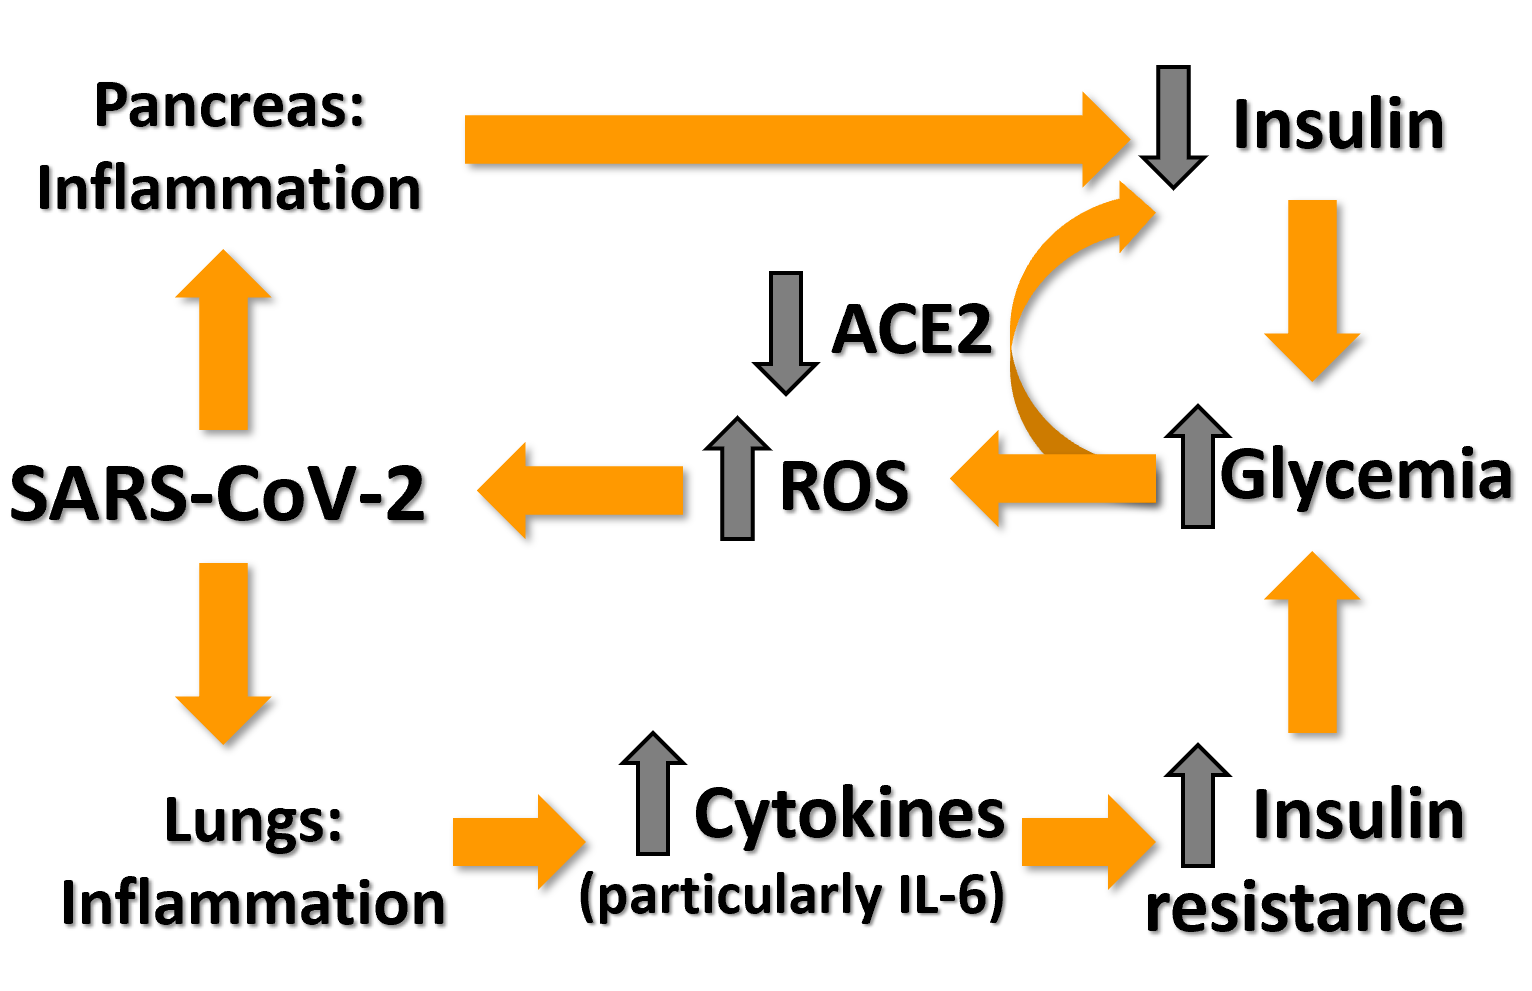 Pancreas:
Inflammation
Insulin
ACE2
SARS-CoV-2
ROS
Glycemia
Lungs:
Inflammation
Cytokines
(particularly IL-6)
Insulin
resistance